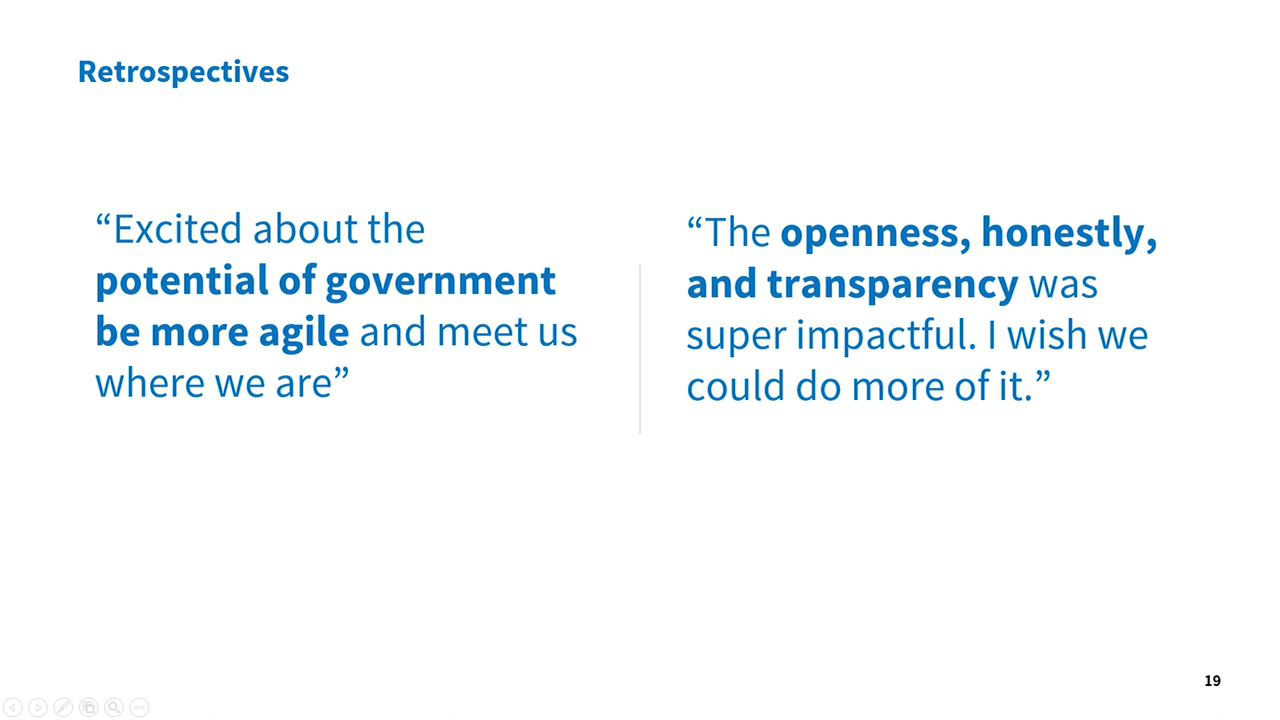 Retrospectives
“Excited about the
potential of government
be more agile and meet us
where we are”
“The openness, honestly,
and transparency was
super impactful. I wish we
could do more of it.”
19